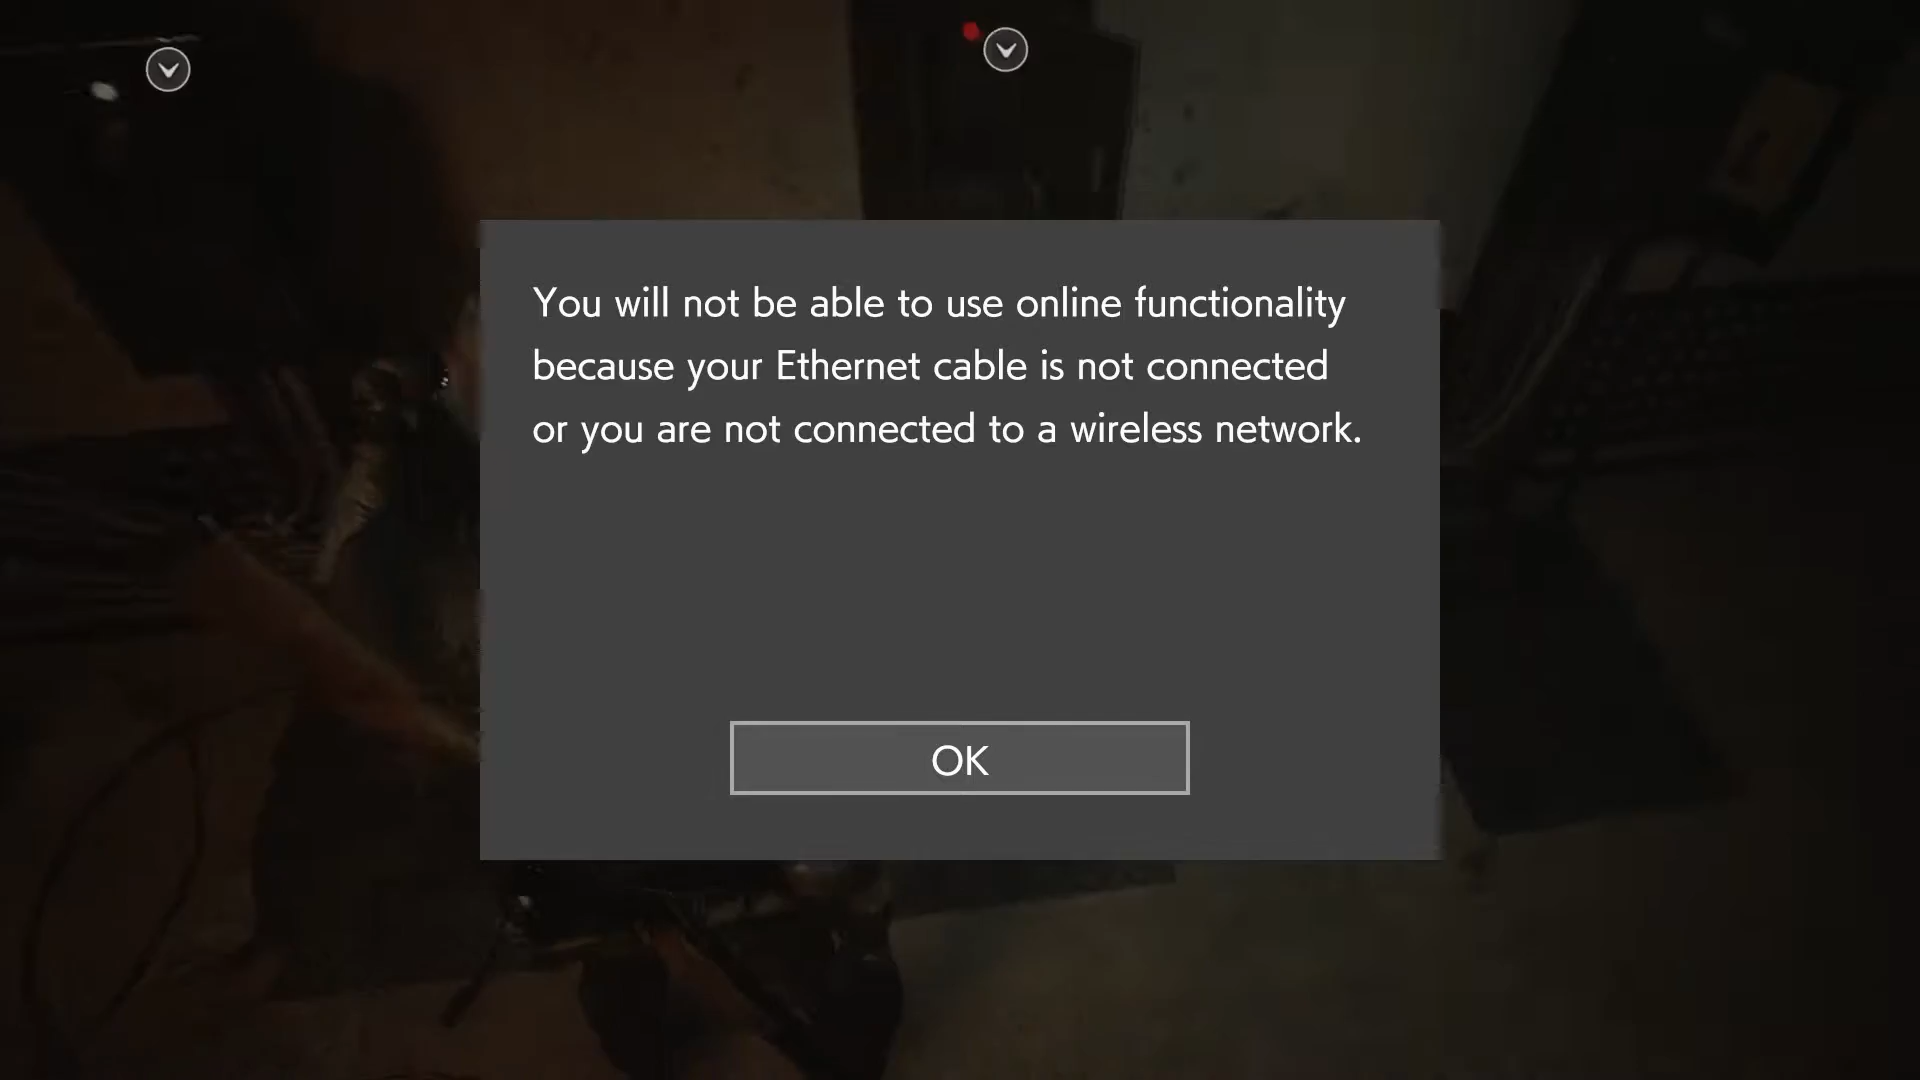 You will not be able to use online functionality
because your Ethernet cable is not connected
or you are not connected to a wireless network.
OK